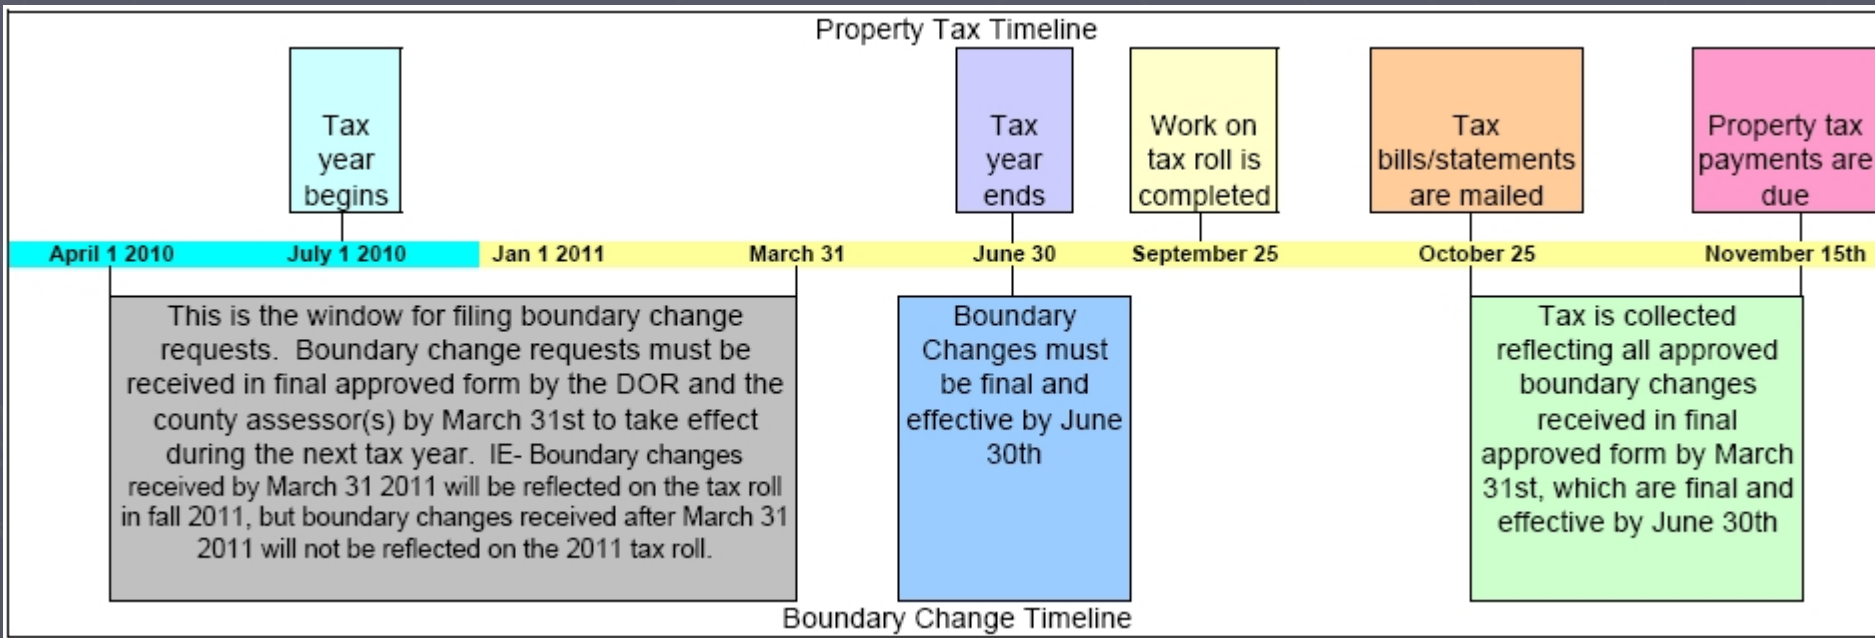 Property Tax Timeline
Tax
year
begins
Tax
year
ends
Work on
tax roll is
completed
Tax
bills/statements
are mailed
Property tax
payments are
due
April 1 2010
July 1 2010
Jan 1 2011
March 31
June 30
September 25
October 25
November 15th
This is the window for filing boundary change
requests.  Boundary change requests must be
received in final approved form by the DOR and the
county assessor(s) by March 31st to take effect
during the next tax year.  IE- Boundary changes
received by March 31 2011 will be reflected on the tax roll
in fall 2011, but boundary changes received after March 31
2011 will not be reflected on the 2011 tax roll.
Boundary
Changes must
be final and
effective by June
30th
Tax is collected
reflecting all approved
boundary changes
received in final
approved form by March
31st, which are final and
effective by June 30th
Boundary Change Timeline